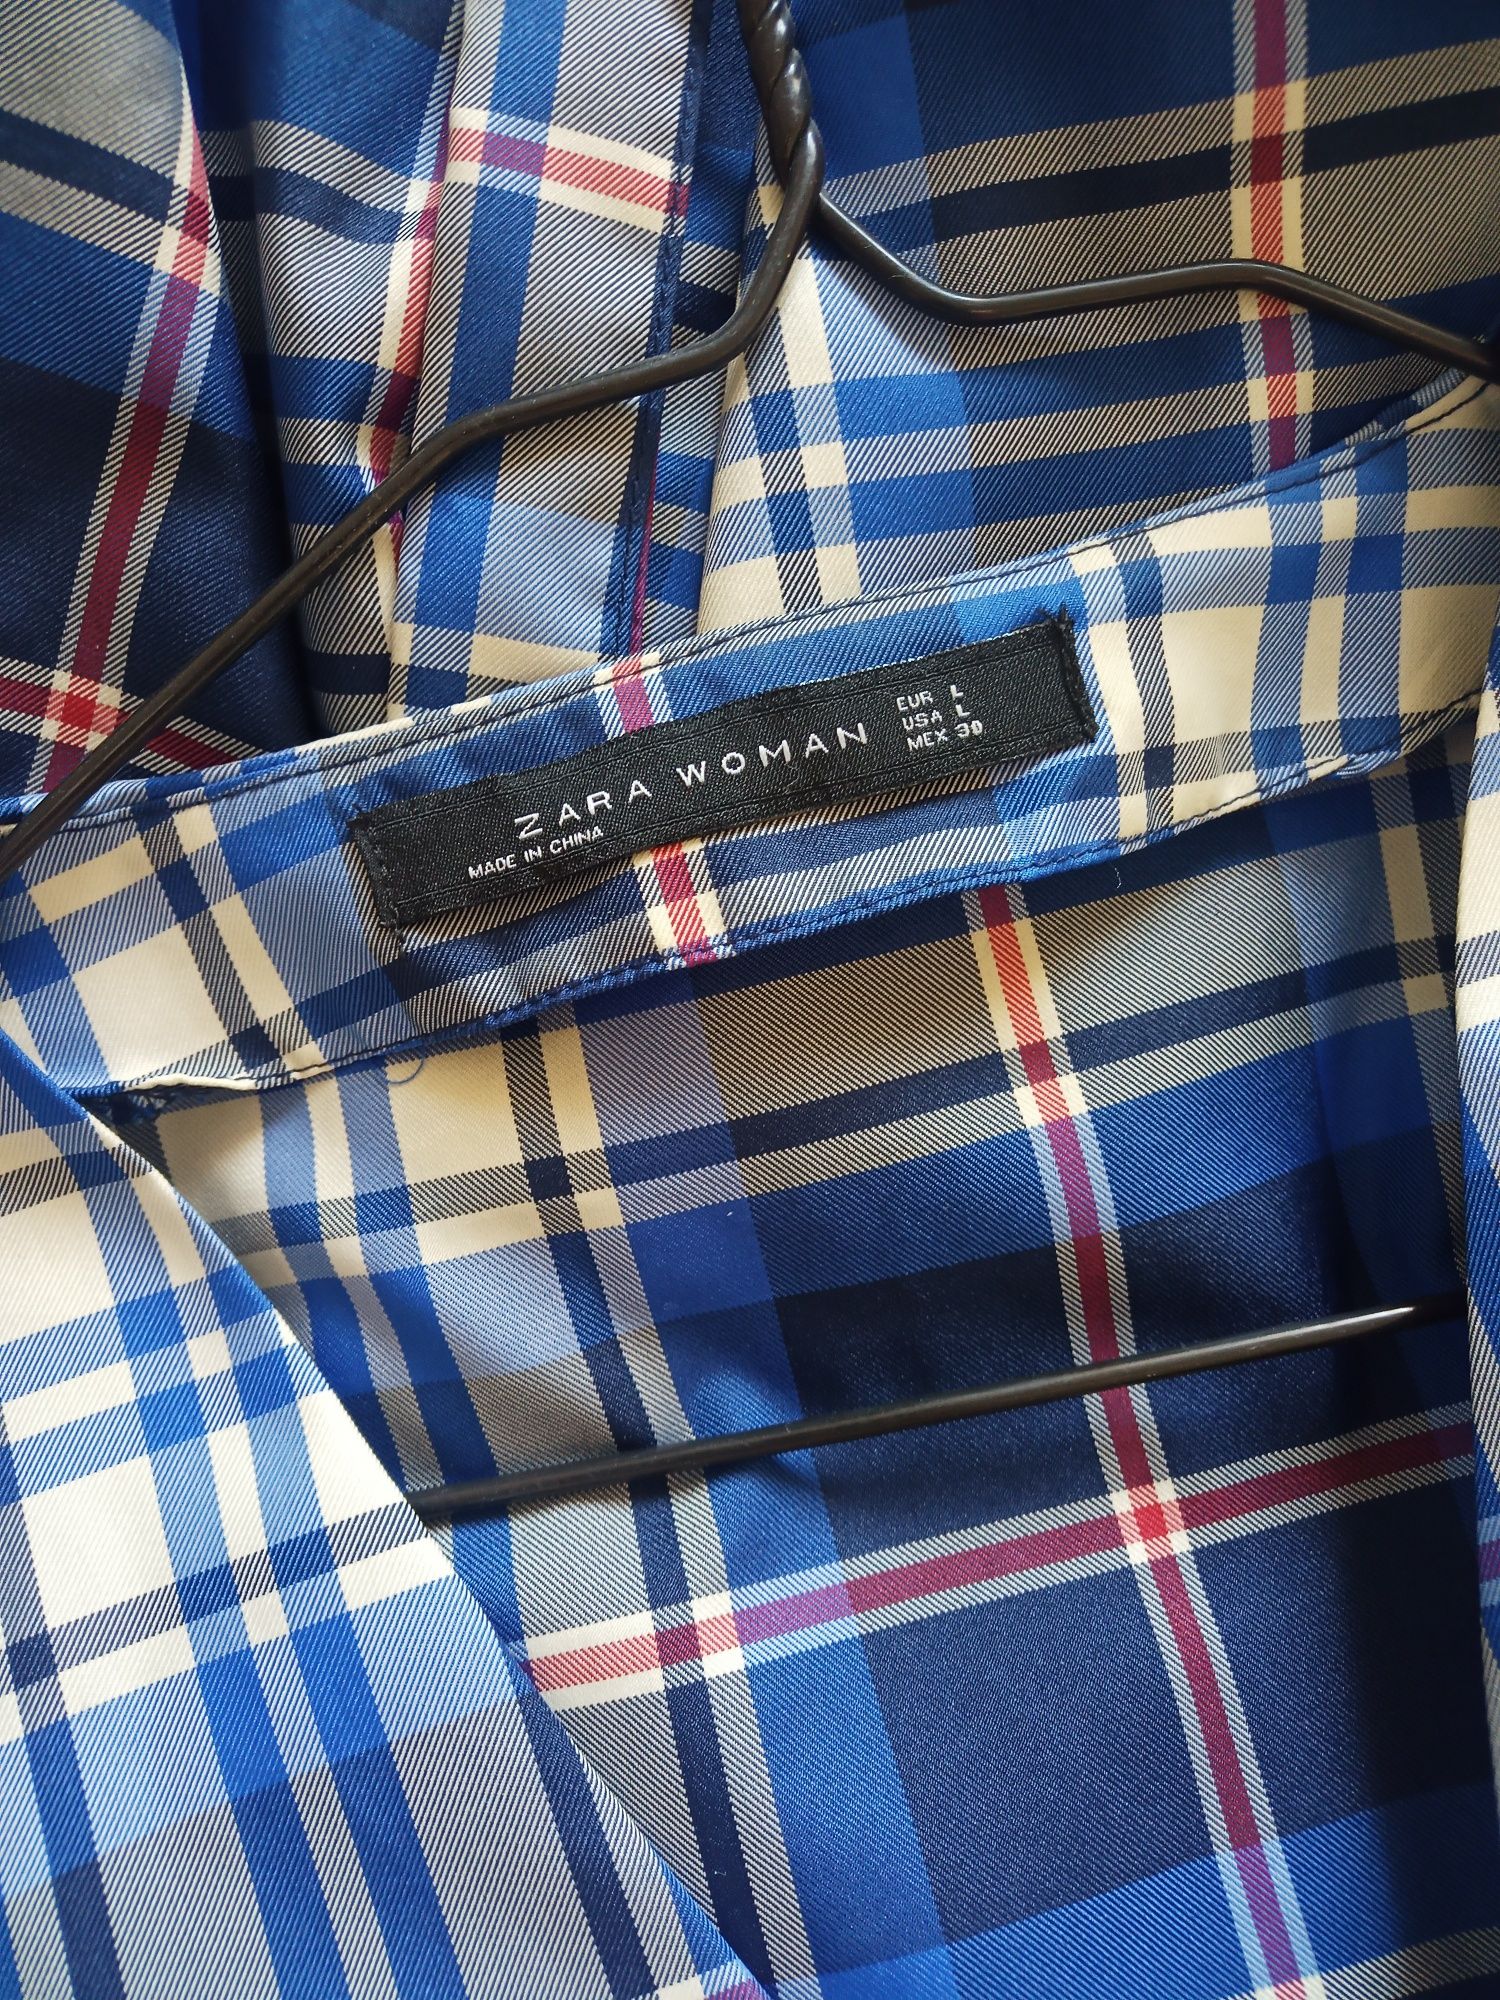 ZARA WOMAN
MADE IN CHINA
EUR L
USA L
MEX 30